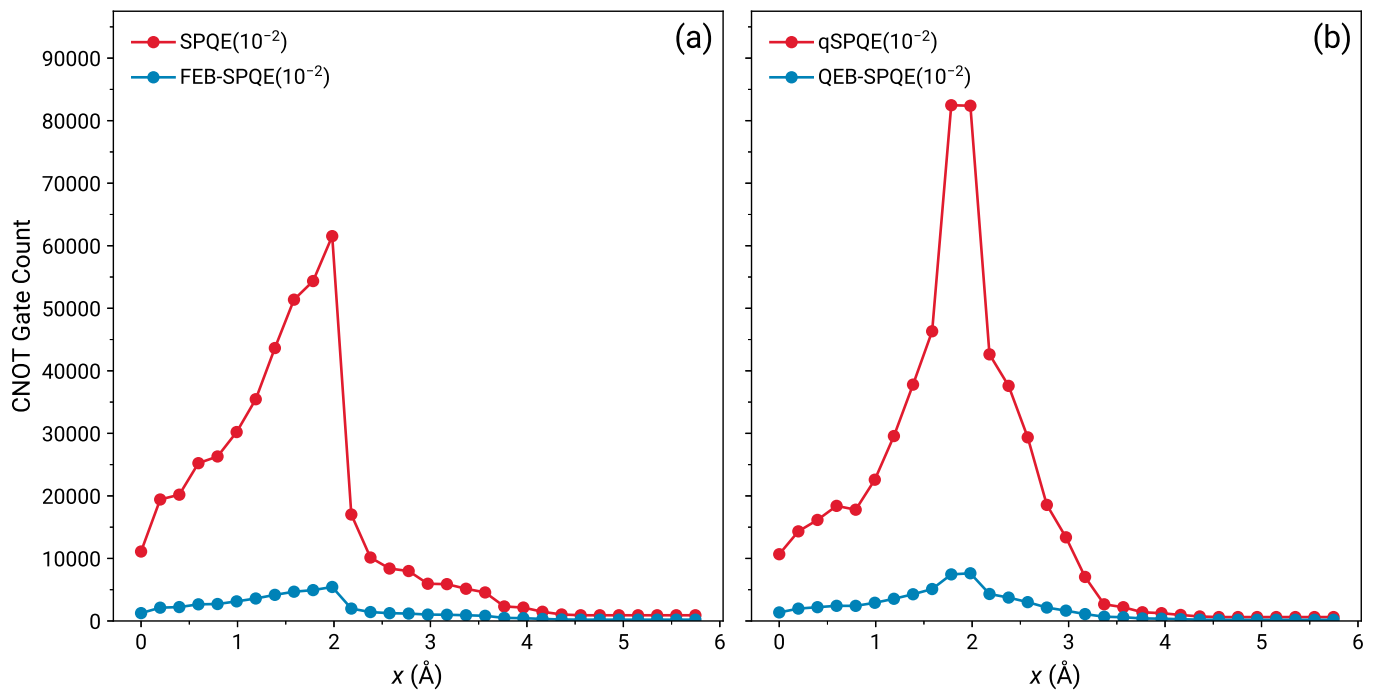 (a)
SPQE(10⁻²)
FEB-SPQE(10⁻²)
CNOT Gate Count
90000
80000
70000
60000
50000
40000
30000
20000
10000
0
0 1 2 3 4 5 6
x (Å)
(b)
qSPQE(10⁻²)
QEB-SPQE(10⁻²)
0 1 2 3 4 5 6
x (Å)